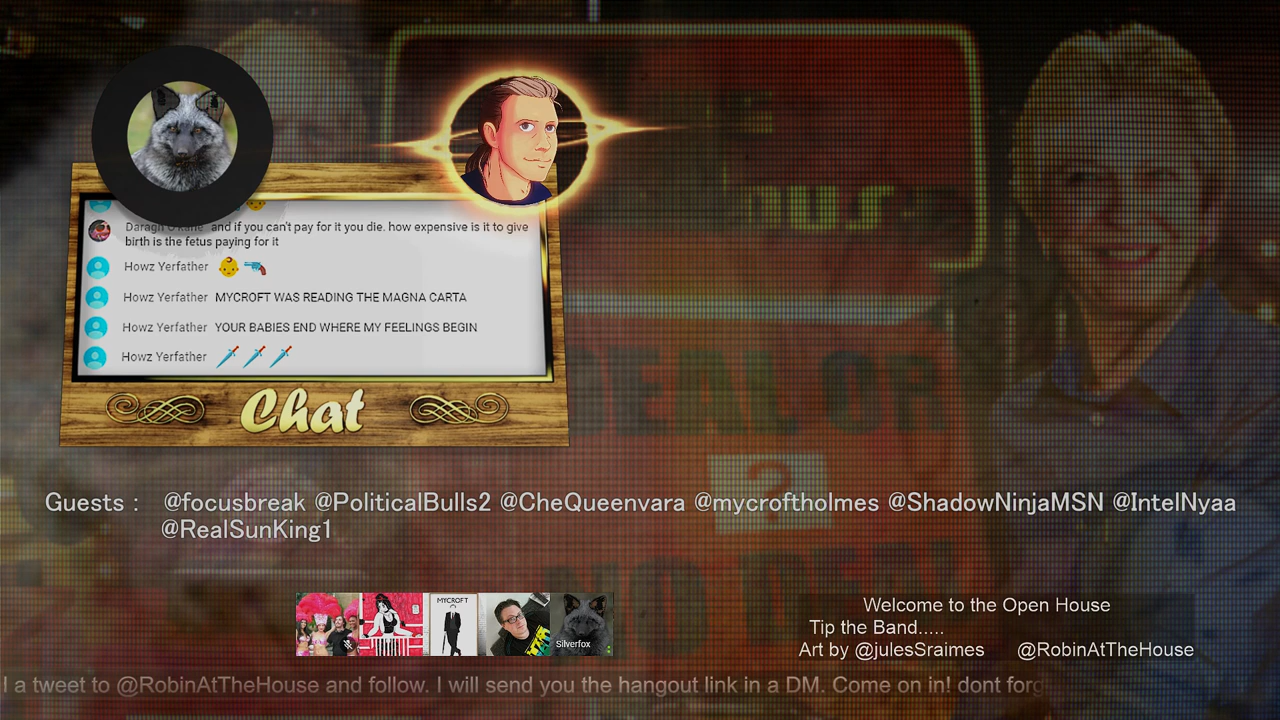 Daragh O'Kane and if you can't pay for it you die. how expensive is it to give
birth is the fetus paying for it
Howz Yerfather 👶🔫
Howz Yerfather MYCROFT WAS READING THE MAGNA CARTA
Howz Yerfather YOUR BABIES END WHERE MY FEELINGS BEGIN
Howz Yerfather 🗡🗡🗡
Chat
DEAL OR
?
NO DEAL
Guests : @focusbreak @PoliticalBulls2 @CheQueenvara @mycroftholmes @ShadowNinjaMSN @IntelNyaa
@RealSunKing1
MYCROFT
Silverfox
Welcome to the Open House
Tip the Band.....
Art by @julesSraimes @RobinAtTheHouse
l a tweet to @RobinAtTheHouse and follow. I will send you the hangout link in a DM. Come on in! dont forg